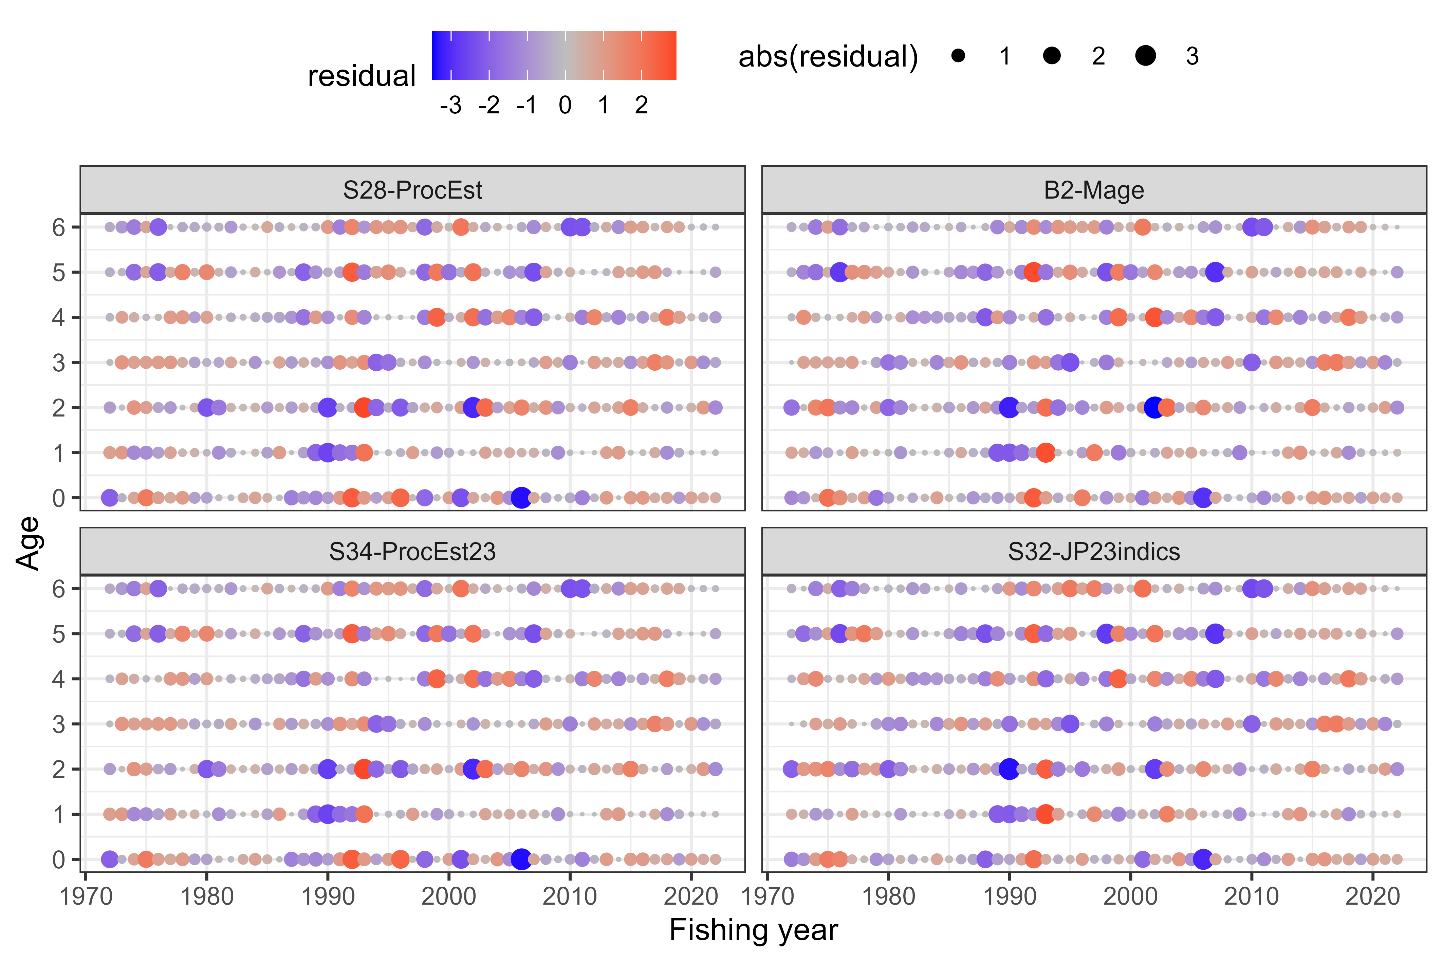 residual
-3 -2 -1 0 1 2
abs(residual) 1 2 3
S28-ProcEst B2-Mage
6
5
4
3
2
1
0
Age
S34-ProcEst23 S32-JP23indics
6
5
4
3
2
1
0
1970 1980 1990 2000 2010 2020 1970 1980 1990 2000 2010 2020
Fishing year